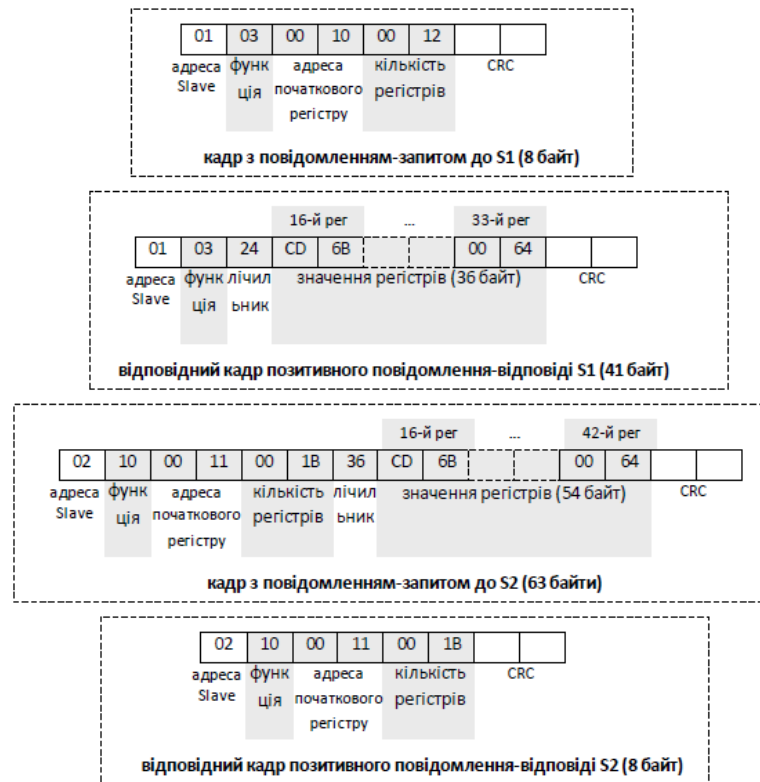 01 03 00 10 00 12
адреса Slave функ ція адреса початкового регістру кількість регістрів CRC
кадр з повідомленням-запитом до S1 (8 байт)
16-й рег ... 33-й рег
01 03 24 CD 6B 00 64
адреса Slave функ ція лічил ьник значення регістрів (36 байт) CRC
відповідний кадр позитивного повідомлення-відповіді S1 (41 байт)
16-й рег ... 42-й рег
02 10 00 11 00 1B 36 CD 6B 00 64
адреса Slave функ ція адреса початкового регістру кількість регістрів лічил ьник значення регістрів (54 байт) CRC
кадр з повідомленням-запитом до S2 (63 байти)
02 10 00 11 00 1B
адреса Slave функ ція адреса початкового регістру кількість регістрів CRC
відповідний кадр позитивного повідомлення-відповіді S2 (8 байт)